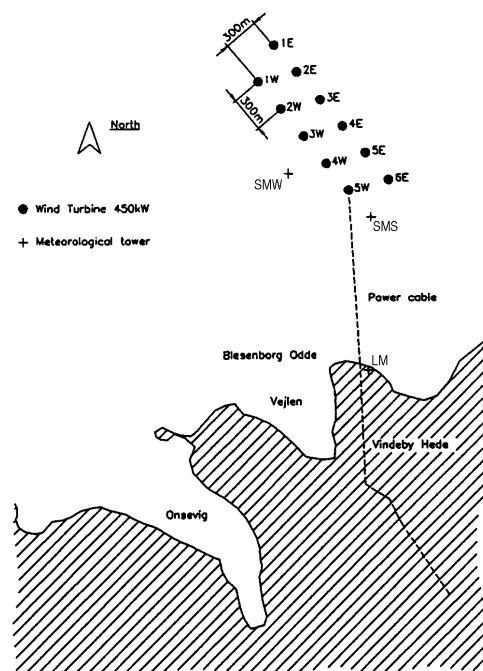 300m
1E
1W
2E
300m
3E
2W
North
4E
3W
5E
4W
SMW
6E
5W
Wind Turbine 450kW
SMS
Meteorological tower
Power cable
Blesenborg Odde
LM
Vejlen
Vindeby Hede
Onsevig